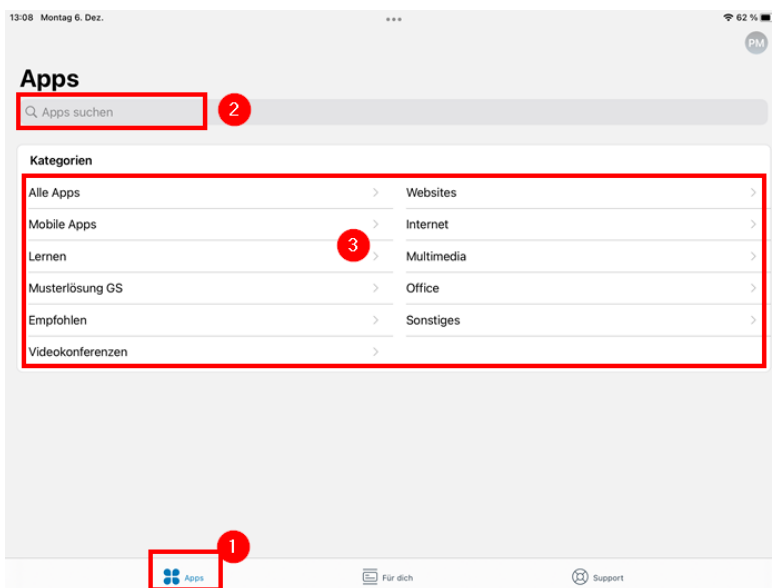 13:08 Montag 6. Dez.
62 %
PM
Apps
Apps suchen
2
Kategorien
Alle Apps
Websites
Mobile Apps
Internet
3
Lernen
Multimedia
Musterlösung GS
Office
Empfohlen
Sonstiges
Videokonferenzen
1
Apps
Für dich
Support